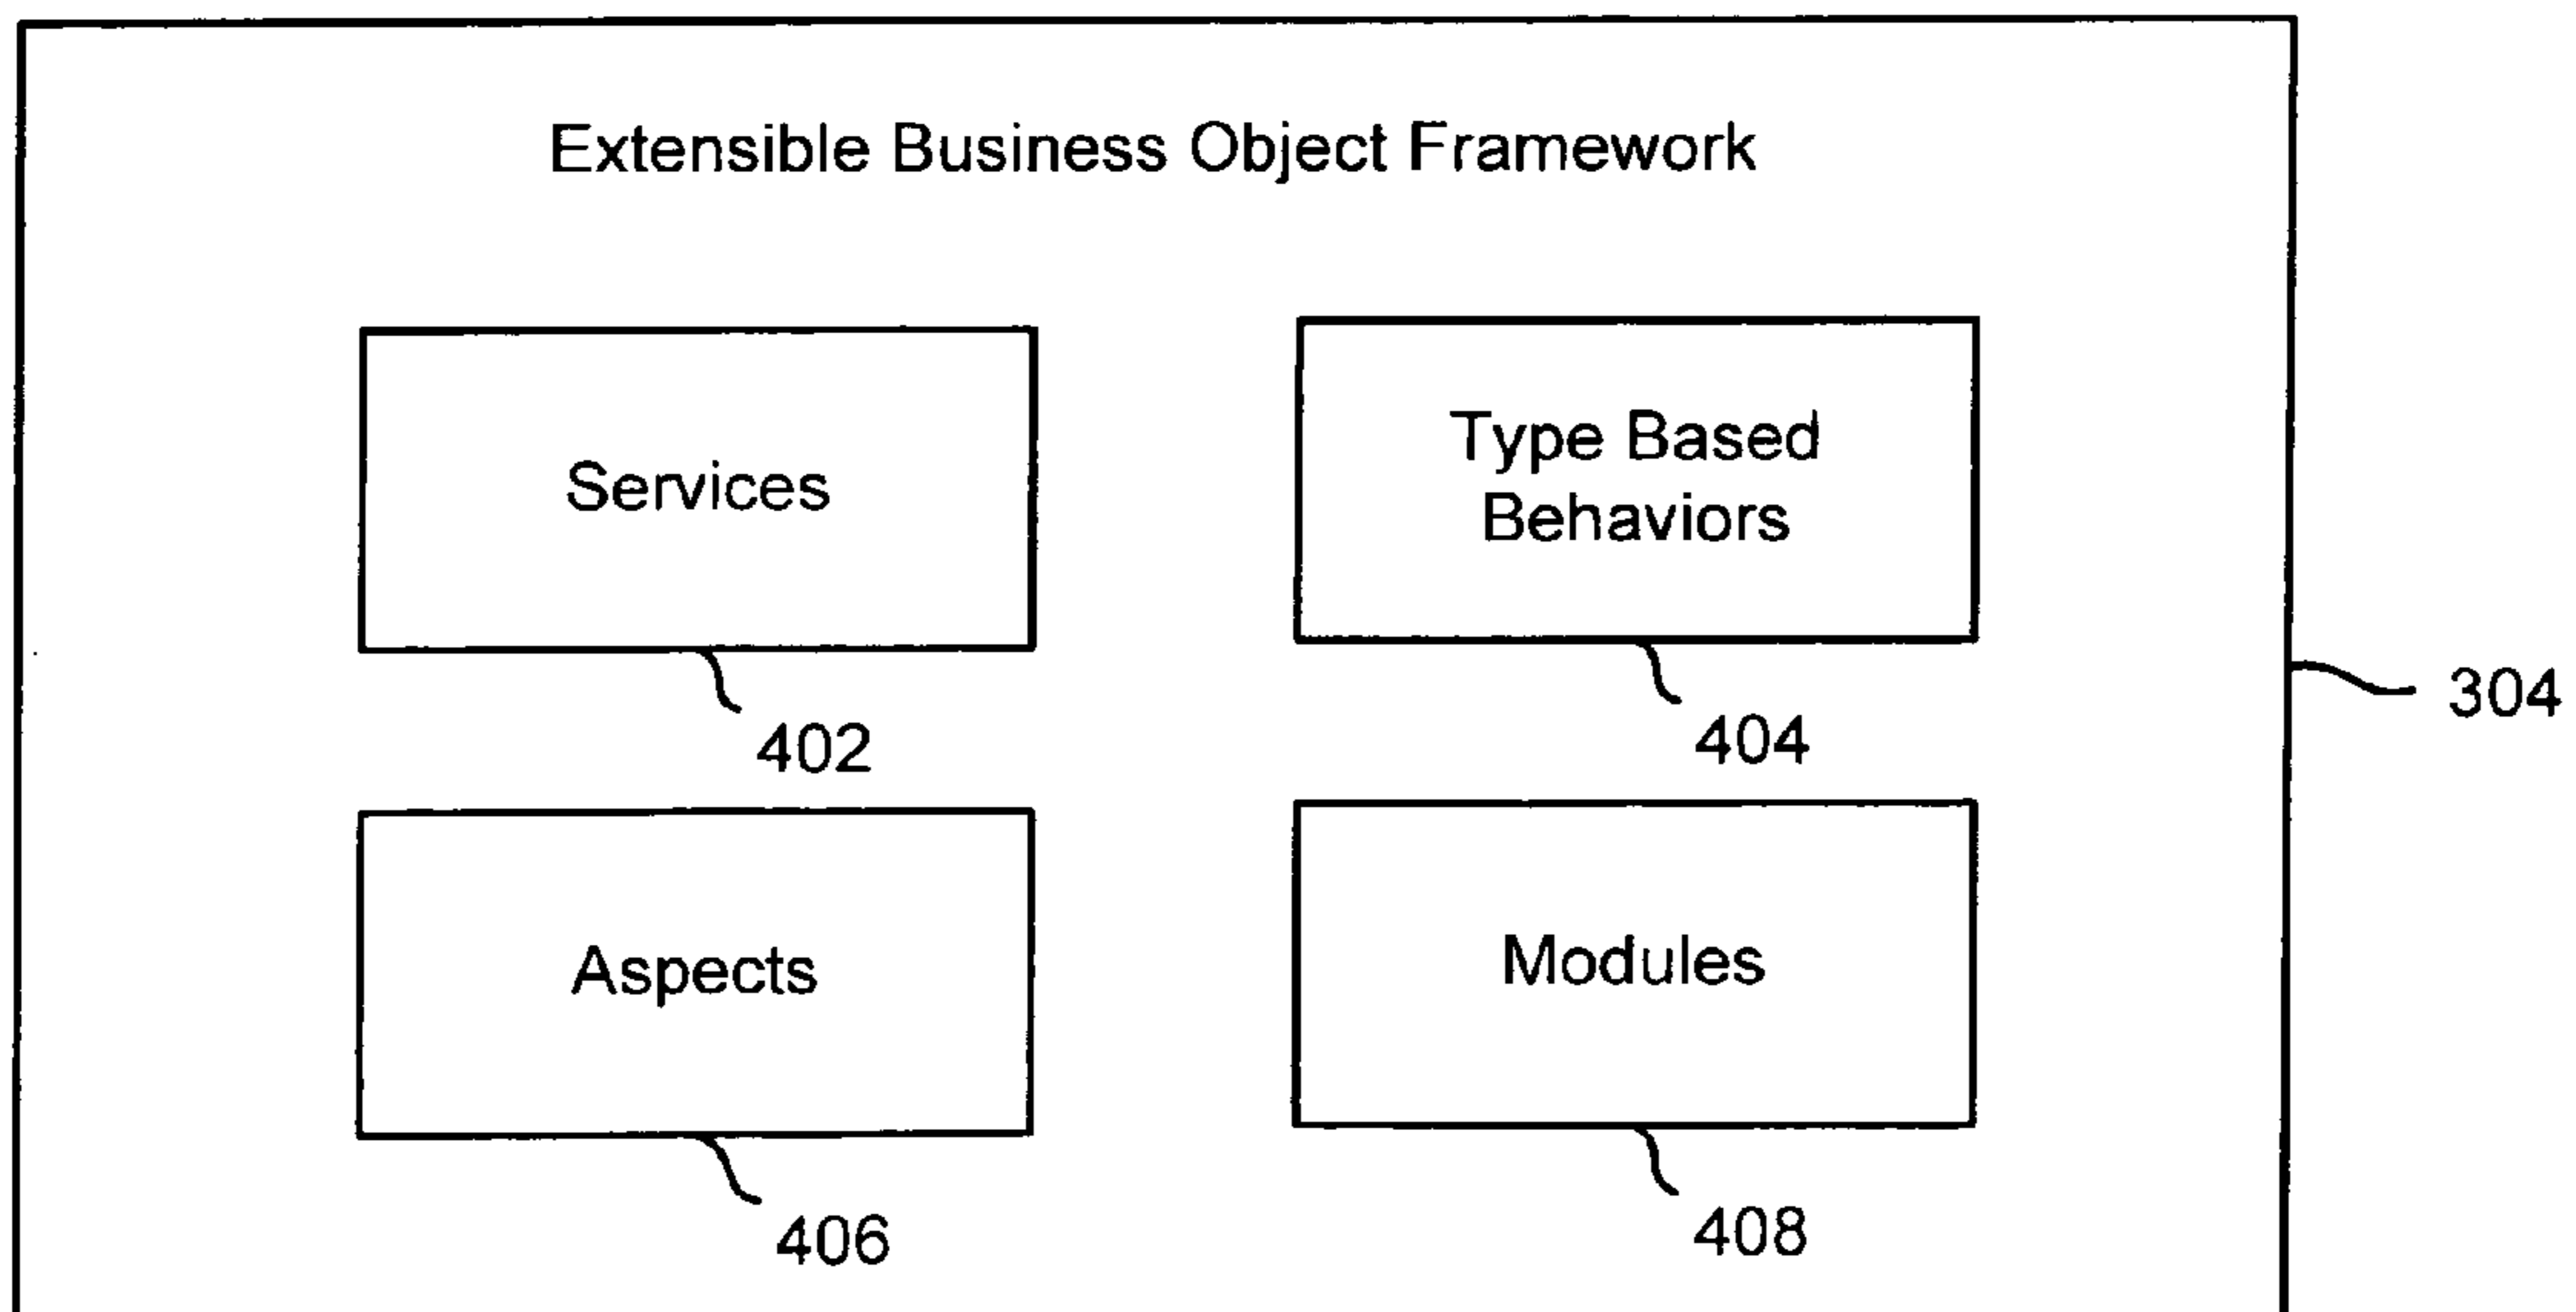 Extensible Business Object Framework
Services
Type Based
Behaviors
304
402
404
Aspects
Modules
406
408